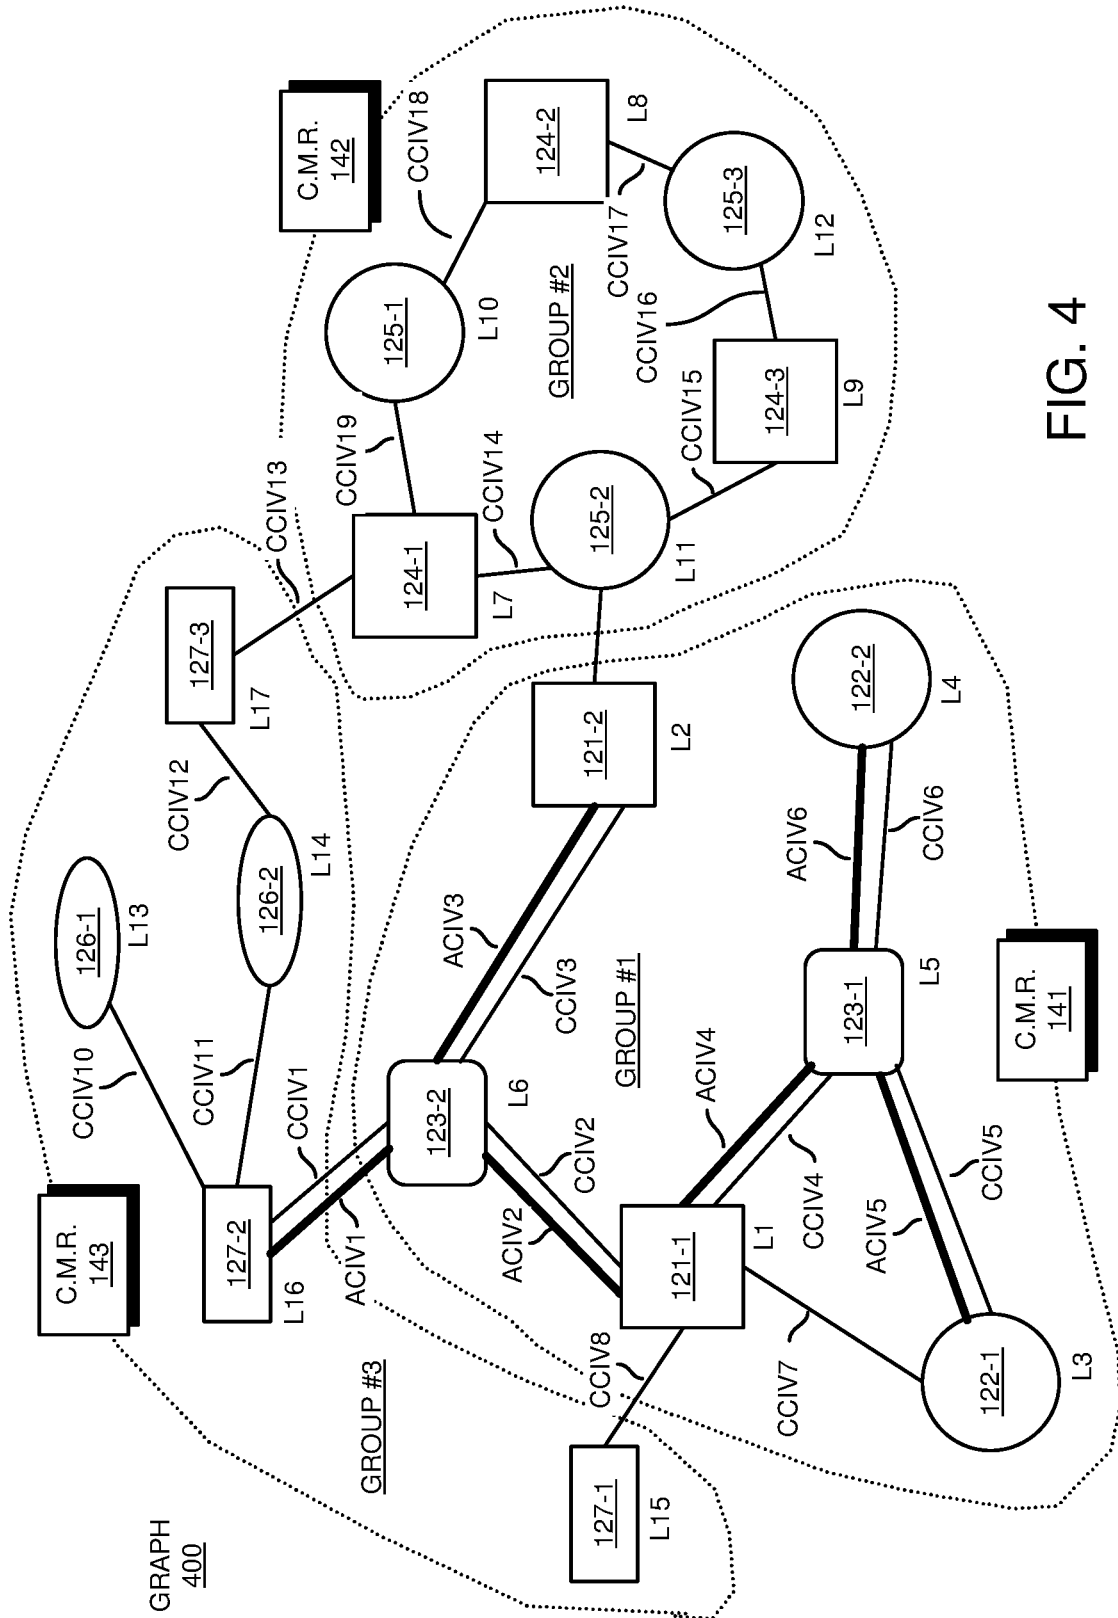 GRAPH
400
C.M.R.
143
GROUP #3
127-1
L15
CCIV8
127-2
L16
ACIV1
CCIV1
CCIV10
CCIV11
126-1
L13
126-2
L14
CCIV12
127-3
L17
CCIV13
123-2
L6
ACIV2
CCIV2
ACIV3
CCIV3
121-1
L1
GROUP #1
121-2
L2
CCIV7
ACIV4
CCIV4
ACIV5
CCIV5
122-1
L3
123-1
L5
ACIV6
CCIV6
122-2
L4
C.M.R.
141
C.M.R.
142
124-1
L7
CCIV19
CCIV14
125-1
L10
CCIV18
124-2
L8
CCIV17
125-3
L12
CCIV16
GROUP #2
125-2
L11
CCIV15
124-3
L9
FIG. 4